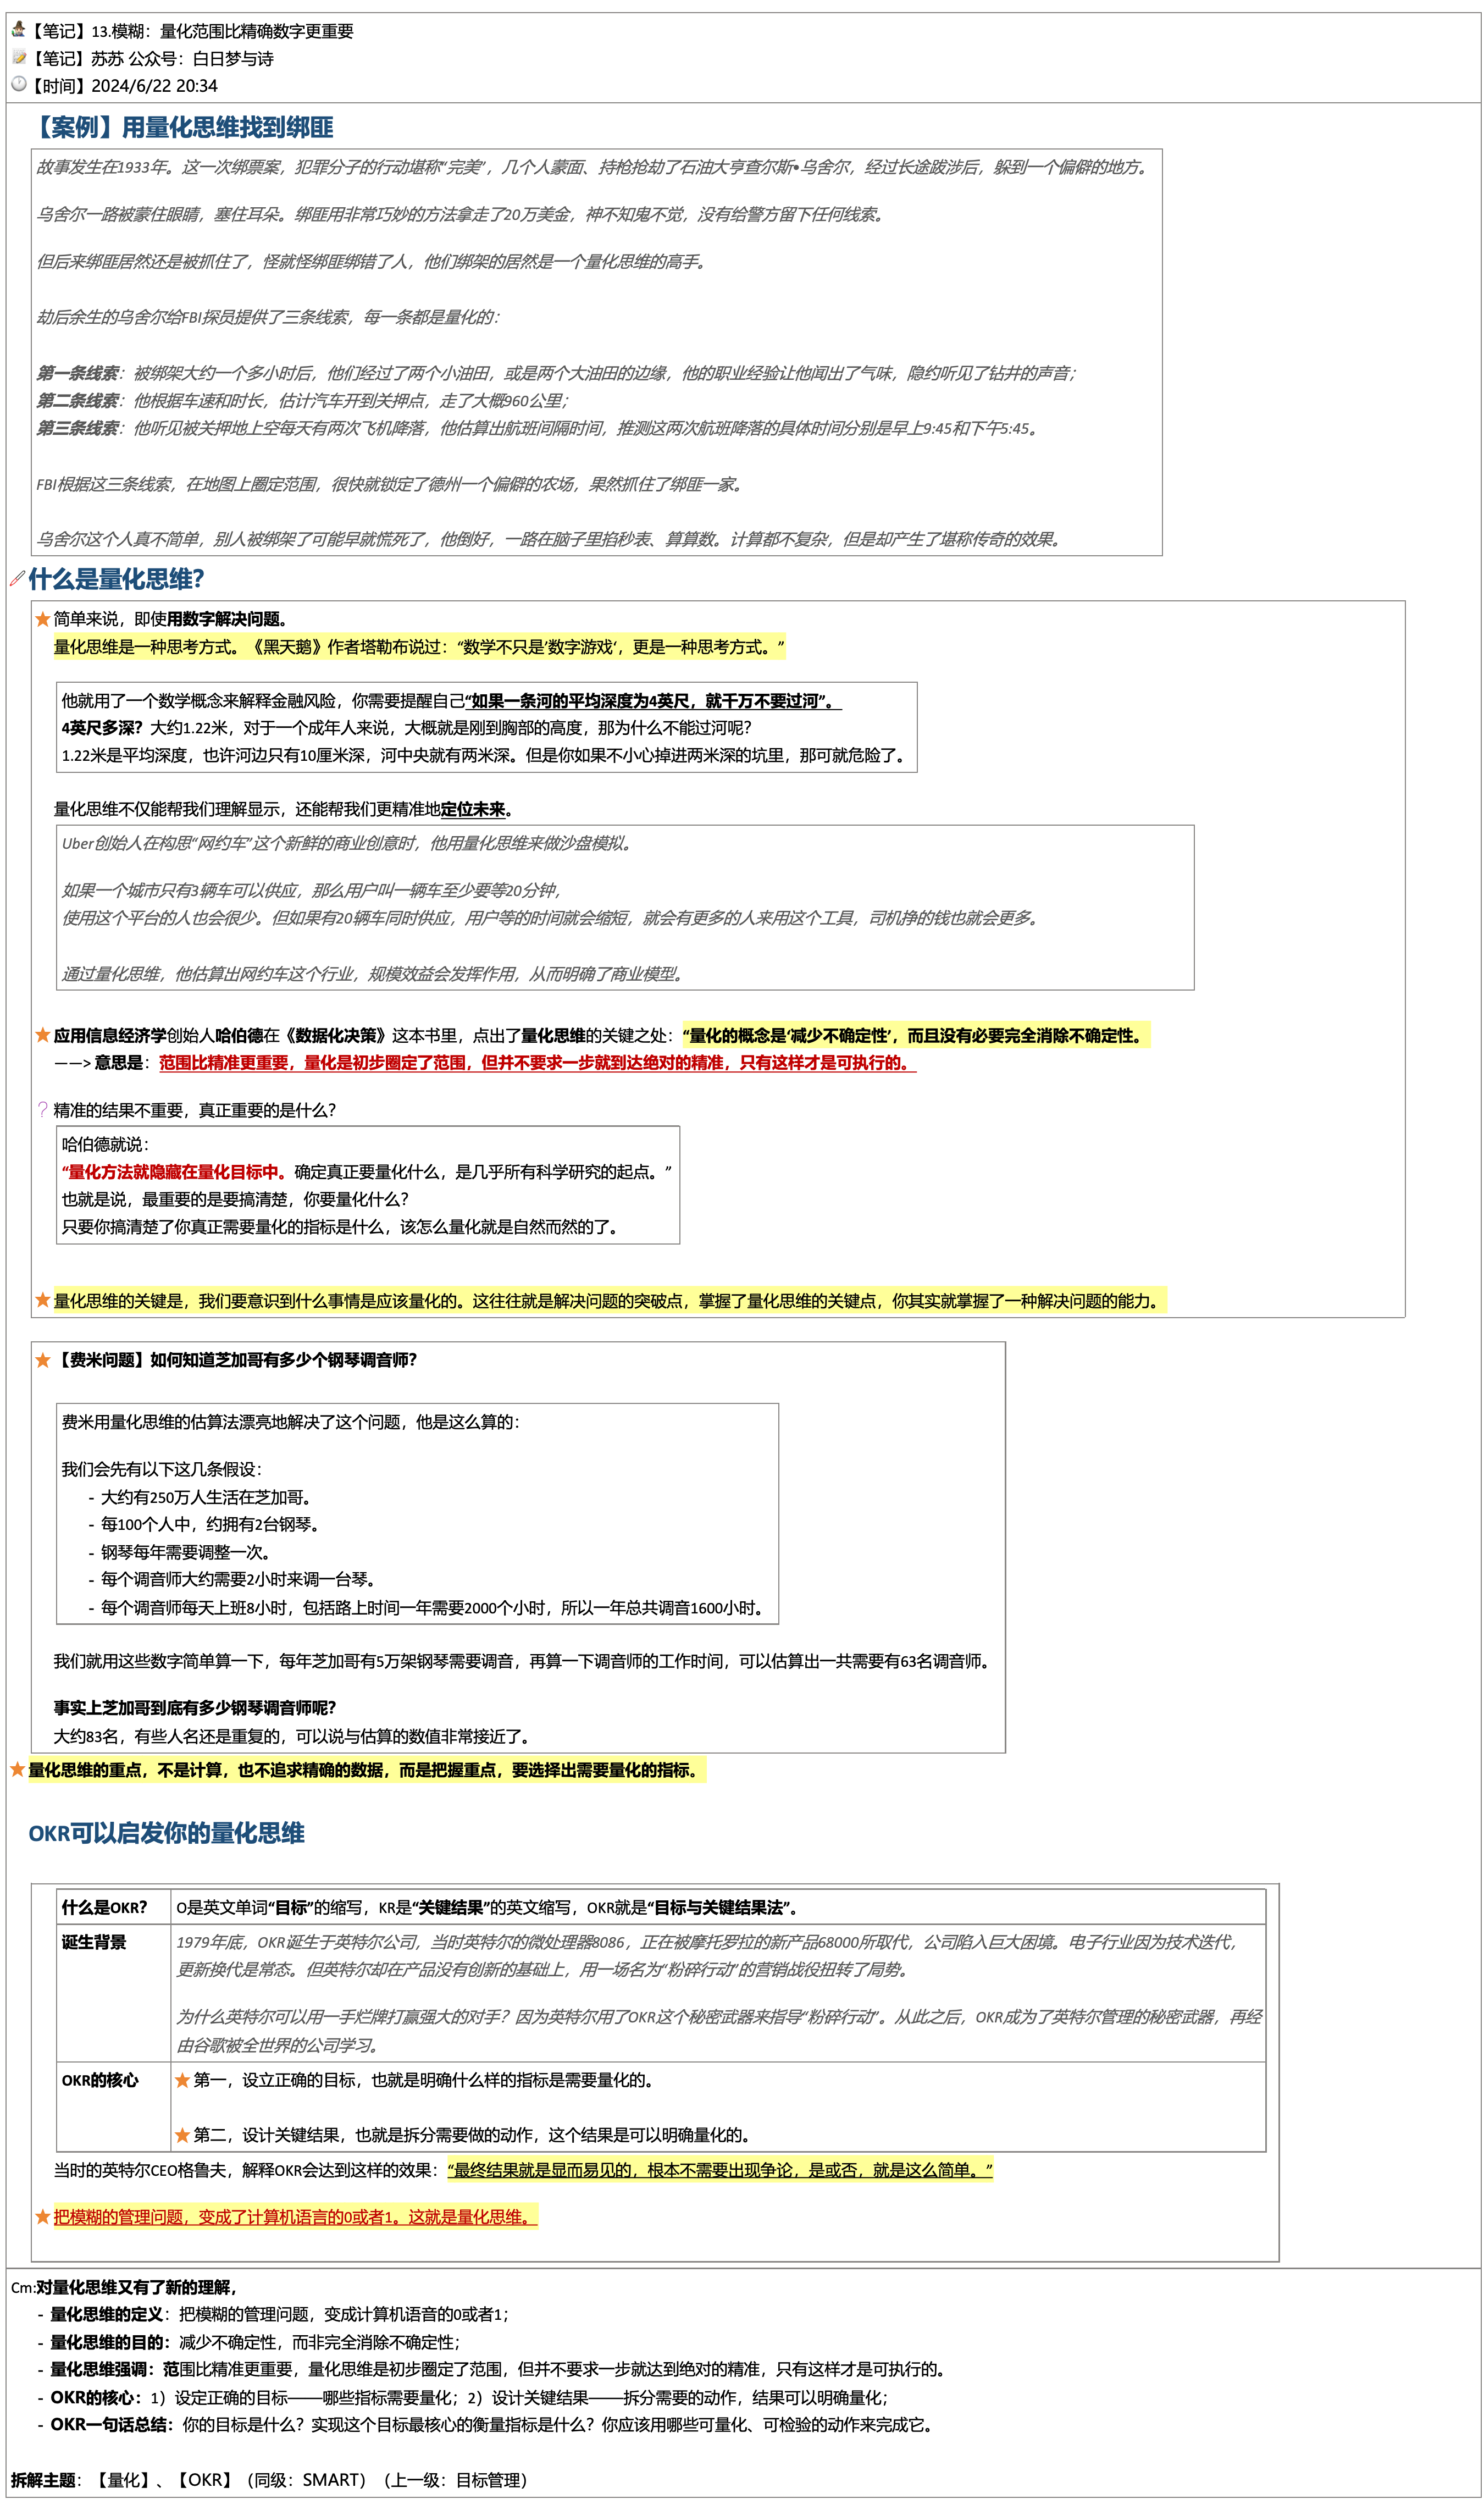 【笔记】13.模糊：量化范围比精确数字更重要
【笔记】苏苏 公众号：白日梦与诗
【时间】2024/6/22 20:34
【案例】用量化思维找到绑匪
故事发生在1933年。这一次绑票案，犯罪分子的行动堪称“完美”，几个人蒙面、持枪抢劫了石油大亨查尔斯•乌舍尔，经过长途跋涉后，躲到一个偏僻的地方。
乌舍尔一路被蒙住眼睛，塞住耳朵。绑匪用非常巧妙的方法拿走了20万美金，神不知鬼不觉，没有给警方留下任何线索。
但后来绑匪居然还是被抓住了，怪就怪绑匪绑错了人，他们绑架的居然是一个量化思维的高手。
劫后余生的乌舍尔给FBI探员提供了三条线索，每一条都是量化的：
第一条线索：被绑架大约一个多小时后，他们经过了两个小油田，或是两个大油田的边缘，他的职业经验让他闻出了气味，隐约听见了钻井的声音；
第二条线索：他根据车速和时长，估计汽车开到关押点，走了大概960公里；
第三条线索：他听见被关押地上空每天有两次飞机降落，他估算出航班间隔时间，推测这两次航班降落的具体时间分别是早上9:45和下午5:45。
FBI根据这三条线索，在地图上圈定范围，很快就锁定了德州一个偏僻的农场，果然抓住了绑匪一家。
乌舍尔这个人真不简单，别人被绑架了可能早就慌死了，他倒好，一路在脑子里掐秒表、算算数。计算都不复杂，但是却产生了堪称传奇的效果。
什么是量化思维？
简单来说，即使用数字解决问题。
量化思维是一种思考方式。《黑天鹅》作者塔勒布说过：“数学不只是‘数字游戏‘，更是一种思考方式。”
他就用了一个数学概念来解释金融风险，你需要提醒自己“如果一条河的平均深度为4英尺，就千万不要过河”。
4英尺多深？大约1.22米，对于一个成年人来说，大概就是刚到胸部的高度，那为什么不能过河呢？
1.22米是平均深度，也许河边只有10厘米深，河中央就有两米深。但是你如果不小心掉进两米深的坑里，那可就危险了。
量化思维不仅能帮我们理解显示，还能帮我们更精准地定位未来。
Uber创始人在构思“网约车”这个新鲜的商业创意时，他用量化思维来做沙盘模拟。
如果一个城市只有3辆车可以供应，那么用户叫一辆车至少要等20分钟，
使用这个平台的人也会很少。但如果有20辆车同时供应，用户等的时间就会缩短，就会有更多的人来用这个工具，司机挣的钱也就会更多。
通过量化思维，他估算出网约车这个行业，规模效益会发挥作用，从而明确了商业模型。
应用信息经济学创始人哈伯德在《数据化决策》这本书里，点出了量化思维的关键之处：“量化的概念是‘减少不确定性’，而且没有必要完全消除不确定性。
——> 意思是：范围比精准更重要，量化是初步圈定了范围，但并不要求一步就到达绝对的精准，只有这样才是可执行的。
精准的结果不重要，真正重要的是什么？
哈伯德就说：
“量化方法就隐藏在量化目标中。确定真正要量化什么，是几乎所有科学研究的起点。”
也就是说，最重要的是要搞清楚，你要量化什么？
只要你搞清楚了你真正需要量化的指标是什么，该怎么量化就是自然而然的了。
量化思维的关键是，我们要意识到什么事情是应该量化的。这往往就是解决问题的突破点，掌握了量化思维的关键点，你其实就掌握了一种解决问题的能力。
【费米问题】如何知道芝加哥有多少个钢琴调音师？
费米用量化思维的估算法漂亮地解决了这个问题，他是这么算的：
我们会先有以下这几条假设：
- 大约有250万人生活在芝加哥。
- 每100个人中，约拥有2台钢琴。
- 钢琴每年需要调整一次。
- 每个调音师大约需要2小时来调一台琴。
- 每个调音师每天上班8小时，包括路上时间一年需要2000个小时，所以一年总共调音1600小时。
我们就用这些数字简单算一下，每年芝加哥有5万架钢琴需要调音，再算一下调音师的工作时间，可以估算出一共需要有63名调音师。
事实上芝加哥到底有多少钢琴调音师呢？
大约83名，有些人名还是重复的，可以说与估算的数值非常接近了。
量化思维的重点，不是计算，也不追求精确的数据，而是把握重点，要选择出需要量化的指标。
OKR可以启发你的量化思维
什么是OKR？ O是英文单词“目标”的缩写，KR是“关键结果”的英文缩写，OKR就是“目标与关键结果法”。
诞生背景 1979年底，OKR诞生于英特尔公司，当时英特尔的微处理器8086，正在被摩托罗拉的新产品68000所取代，公司陷入巨大困境。电子行业因为技术迭代，
更新换代是常态。但英特尔却在产品没有创新的基础上，用一场名为“粉碎行动”的营销战役扭转了局势。
为什么英特尔可以用一手烂牌打赢强大的对手？因为英特尔用了OKR这个秘密武器来指导“粉碎行动”。从此之后，OKR成为了英特尔管理的秘密武器，再经
由谷歌被全世界的公司学习。
OKR的核心 第一，设立正确的目标，也就是明确什么样的指标是需要量化的。
第二，设计关键结果，也就是拆分需要做的动作，这个结果是可以明确量化的。
当时的英特尔CEO格鲁夫，解释OKR会达到这样的效果：“最终结果就是显而易见的，根本不需要出现争论，是或否，就是这么简单。”
把模糊的管理问题，变成了计算机语言的0或者1。这就是量化思维。
Cm:对量化思维又有了新的理解，
- 量化思维的定义：把模糊的管理问题，变成计算机语音的0或者1；
- 量化思维的目的：减少不确定性，而非完全消除不确定性；
- 量化思维强调：范围比精准更重要，量化思维是初步圈定了范围，但并不要求一步就达到绝对的精准，只有这样才是可执行的。
- OKR的核心：1）设定正确的目标——哪些指标需要量化；2）设计关键结果——拆分需要的动作，结果可以明确量化；
- OKR一句话总结：你的目标是什么？实现这个目标最核心的衡量指标是什么？你应该用哪些可量化、可检验的动作来完成它。
拆解主题：【量化】、【OKR】（同级：SMART）（上一级：目标管理）